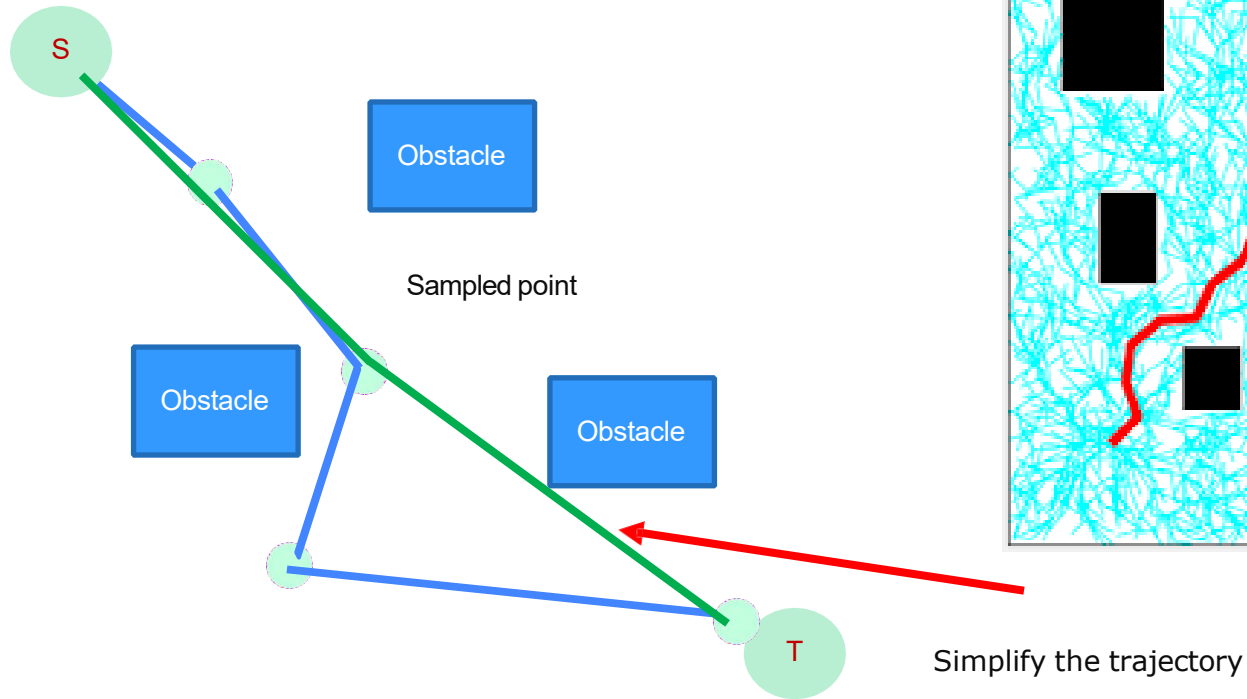 S
Obstacle
Sampled point
Obstacle
Obstacle
T
Simplify the trajectory